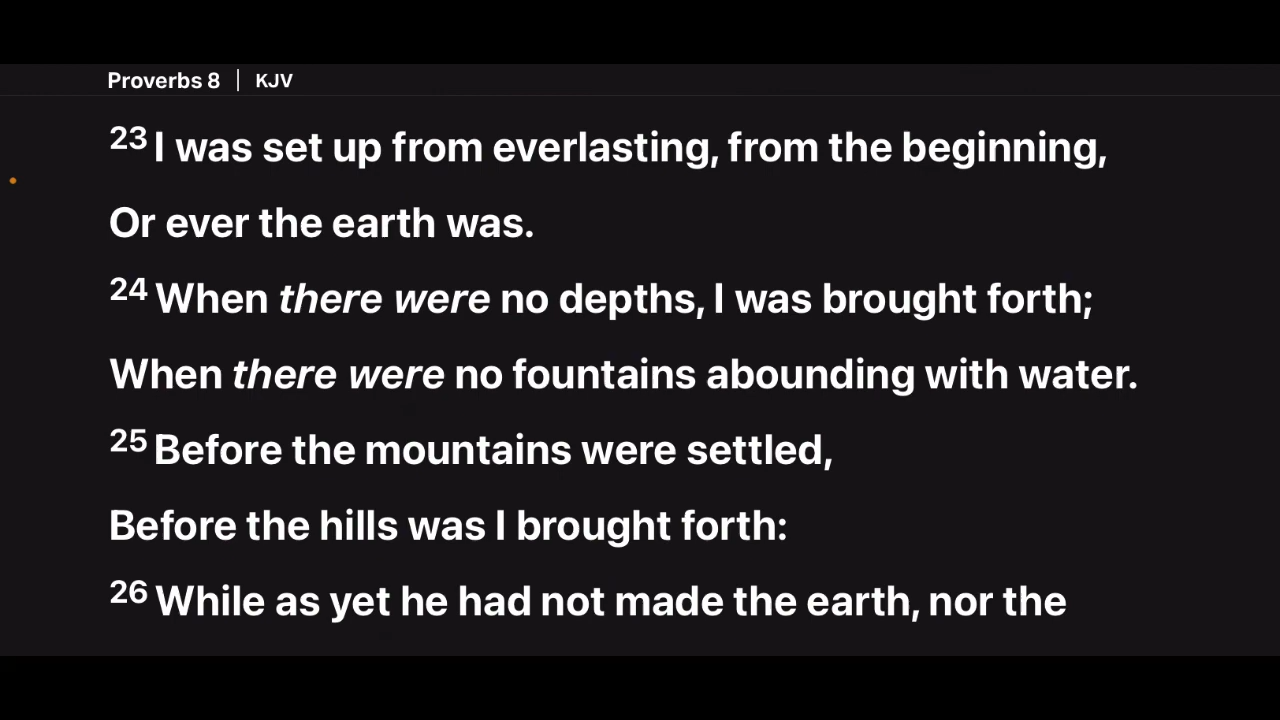 Proverbs 8 | KJV
23 I was set up from everlasting, from the beginning,
Or ever the earth was.
24 When there were no depths, I was brought forth;
When there were no fountains abounding with water.
25 Before the mountains were settled,
Before the hills was I brought forth:
26 While as yet he had not made the earth, nor the